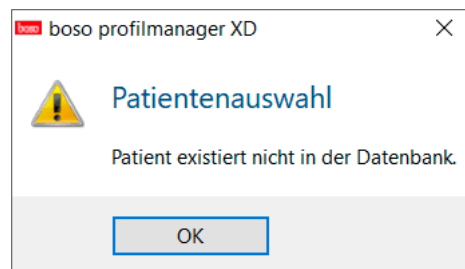 boso boso profilmanager XD
Patientenauswahl
Patient existiert nicht in der Datenbank.
OK